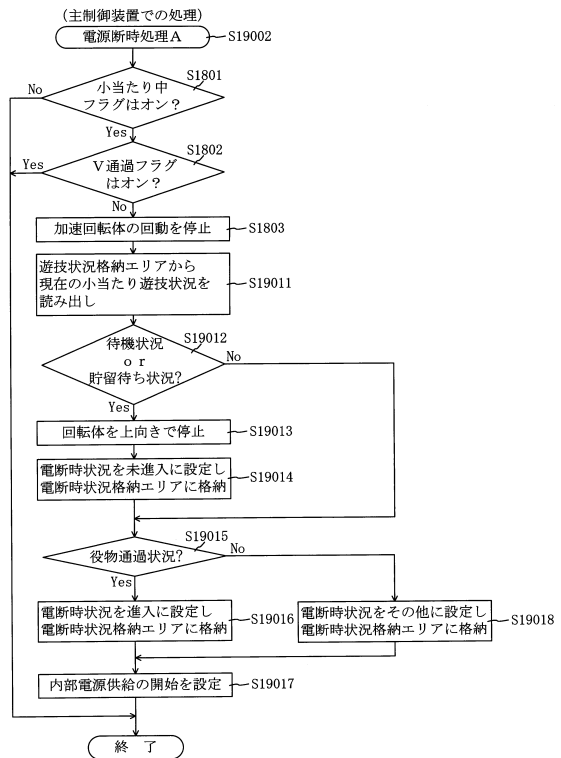 (主制御装置での処理)
電源断時処理A
S19002
S1801
小当たり中
フラグはオン?
No
Yes
S1802
V通過フラグ
はオン?
Yes
No
加速回転体の回動を停止
S1803
遊技状況格納エリアから
現在の小当たり遊技状況を
読み出し
S19011
S19012
待機状況
or
貯留待ち状況?
No
Yes
回転体を上向きで停止
S19013
電断時状況を未進入に設定し
電断時状況格納エリアに格納
S19014
S19015
役物通過状況?
No
Yes
電断時状況を進入に設定し
電断時状況格納エリアに格納
S19016
電断時状況をその他に設定し
電断時状況格納エリアに格納
S19018
内部電源供給の開始を設定
S19017
終 了